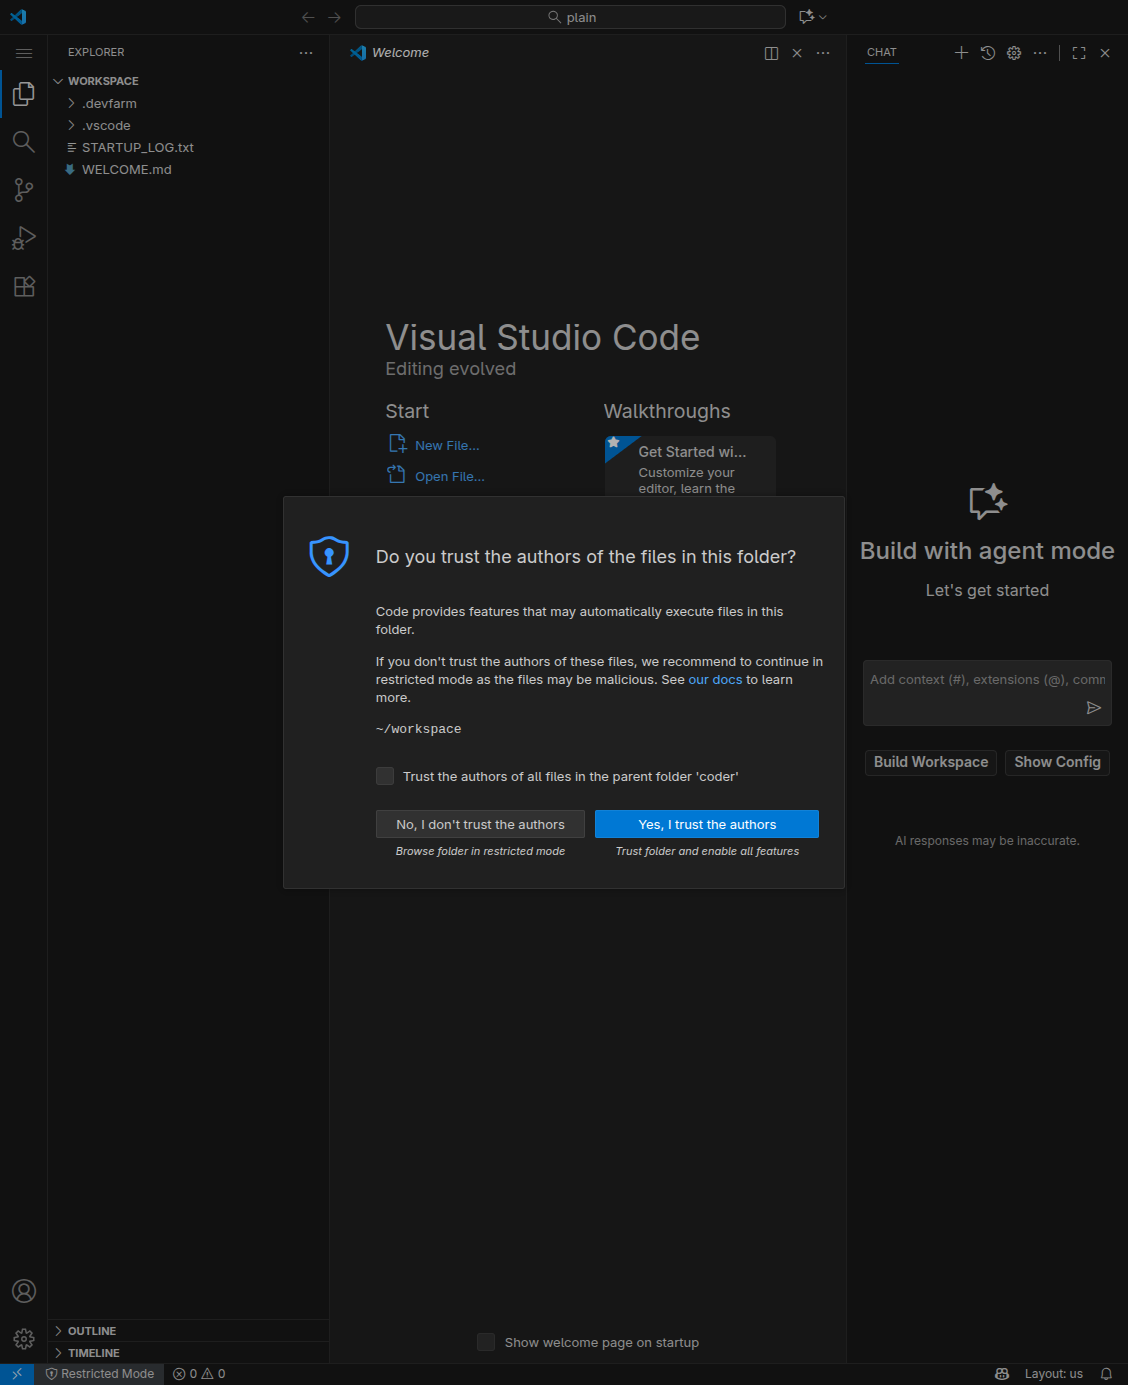 plain
EXPLORER
WORKSPACE
.devfarm
.vscode
STARTUP_LOG.txt
WELCOME.md
OUTLINE
TIMELINE
Welcome
Visual Studio Code
Editing evolved
Start
New File...
Open File...
Walkthroughs
Get Started wi...
Customize your
editor, learn the
Do you trust the authors of the files in this folder?
Code provides features that may automatically execute files in this
folder.
If you don't trust the authors of these files, we recommend to continue in
restricted mode as the files may be malicious. See our docs to learn
more.
~/workspace
Trust the authors of all files in the parent folder 'coder'
No, I don't trust the authors
Browse folder in restricted mode
Yes, I trust the authors
Trust folder and enable all features
Show welcome page on startup
CHAT
Build with agent mode
Let's get started
Add context (#), extensions (@), comm
Build Workspace
Show Config
AI responses may be inaccurate.
Restricted Mode
0
0
Layout: us